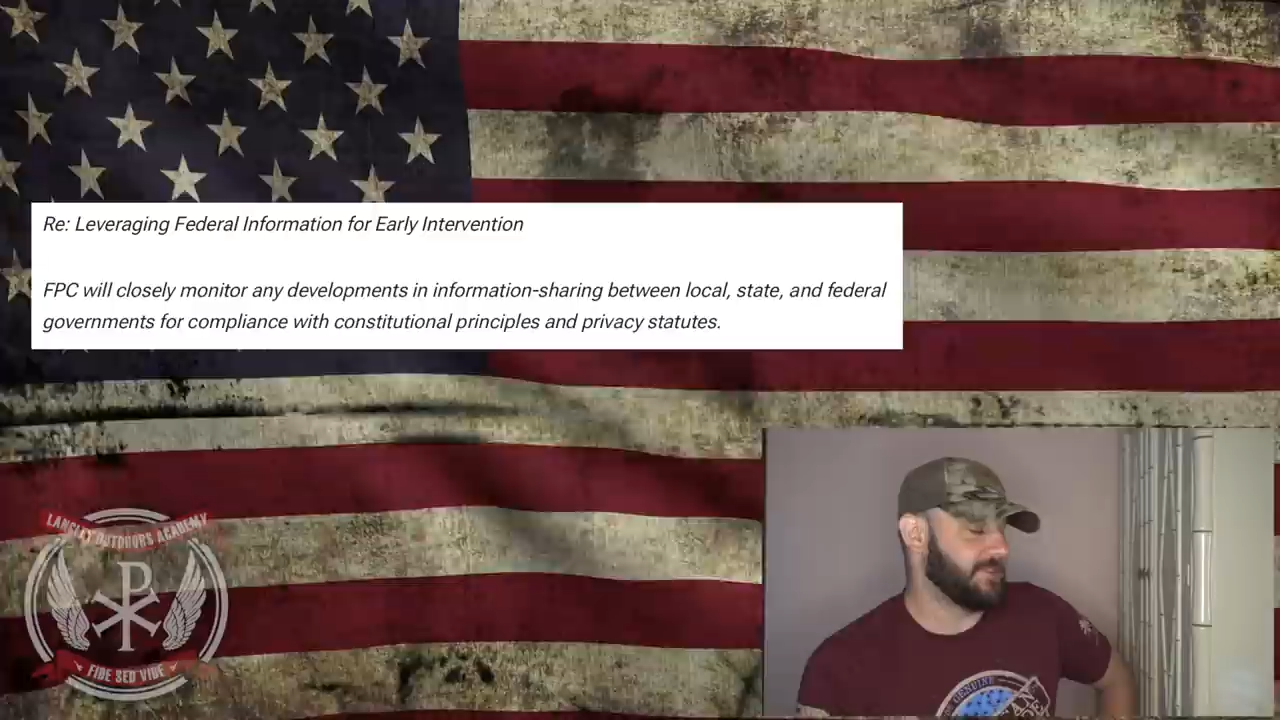 Re: Leveraging Federal Information for Early Intervention
FPC will closely monitor any developments in information-sharing between local, state, and federal
governments for compliance with constitutional principles and privacy statutes.
LANGLEY OUTDOORS ACADEMY
FIDE SED VIDE
GENUINE